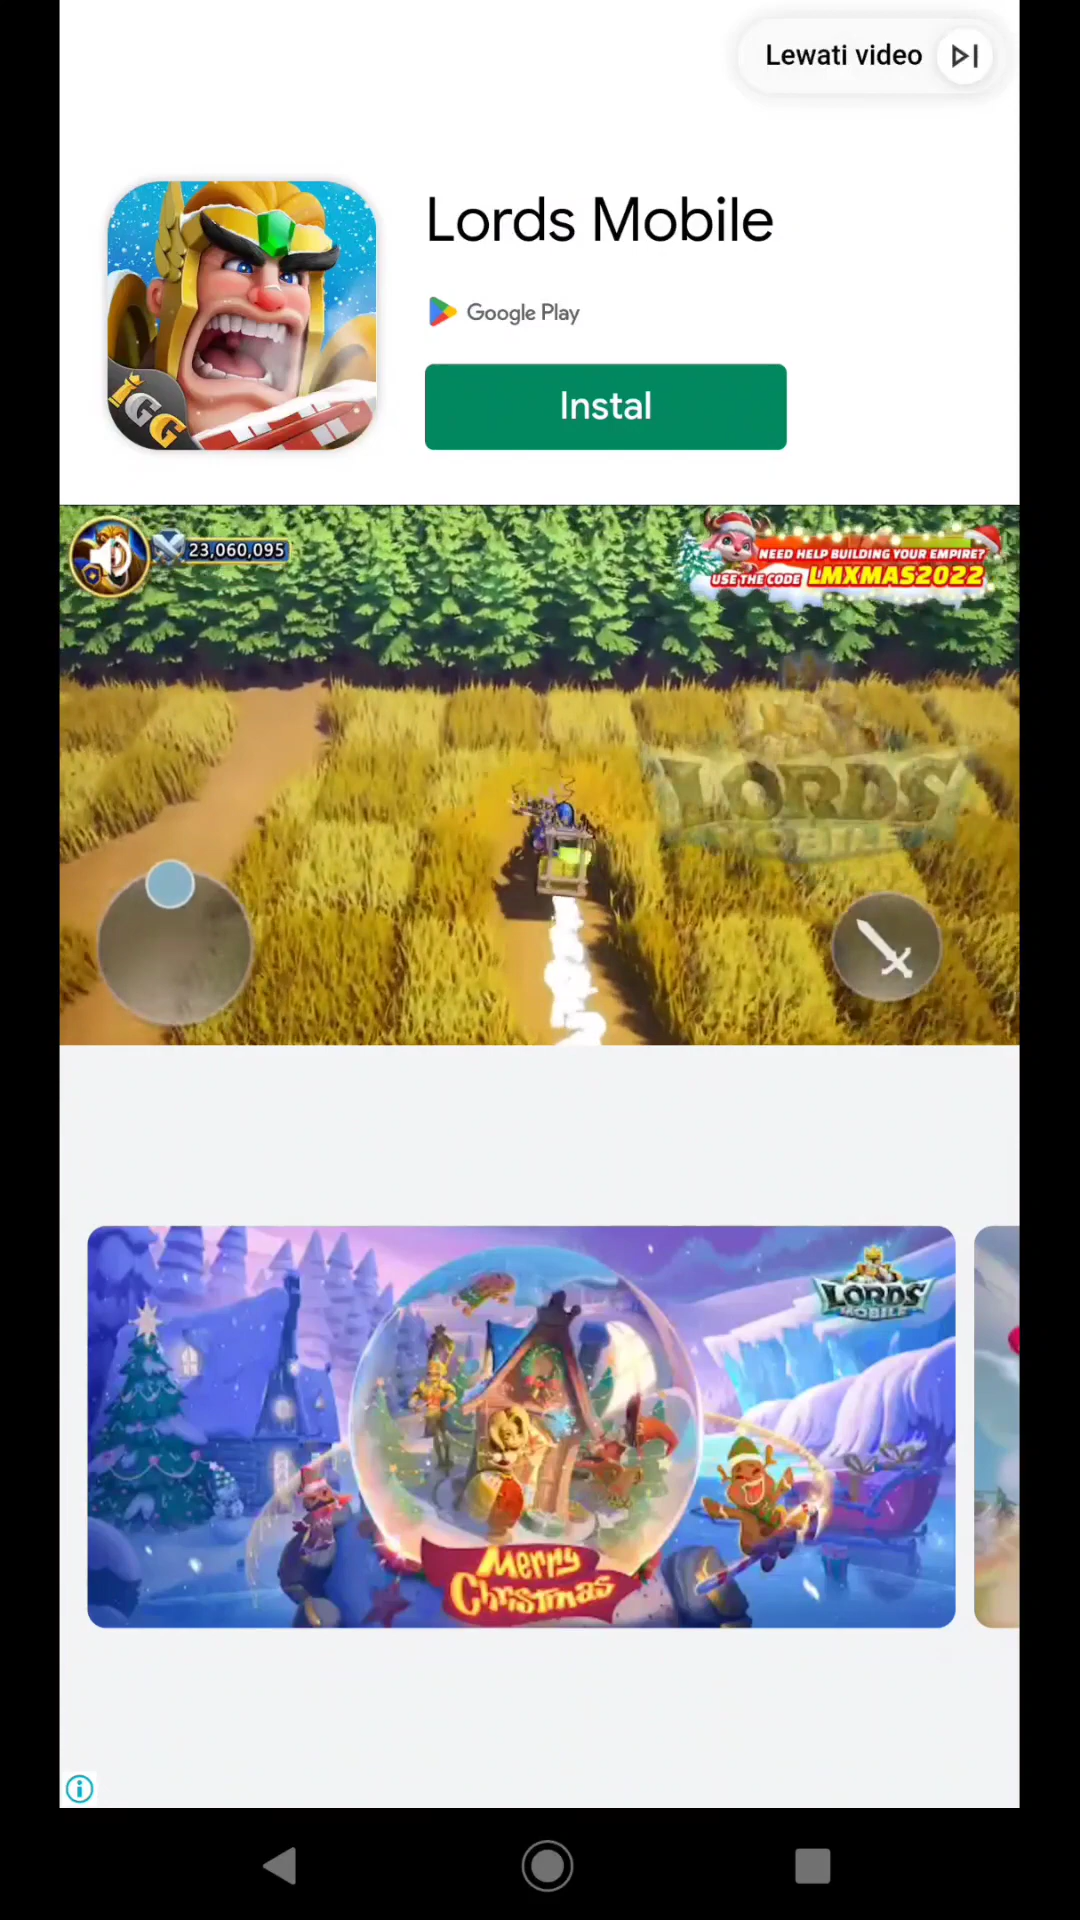 Lewati video
Lords Mobile
Google Play
Instal
IGG
23,060,095
NEED HELP BUILDING YOUR EMPIRE?
USE THE CODE LMXMAS2022
LORDS
MOBILE
LORDS
MOBILE
Merry
Christmas